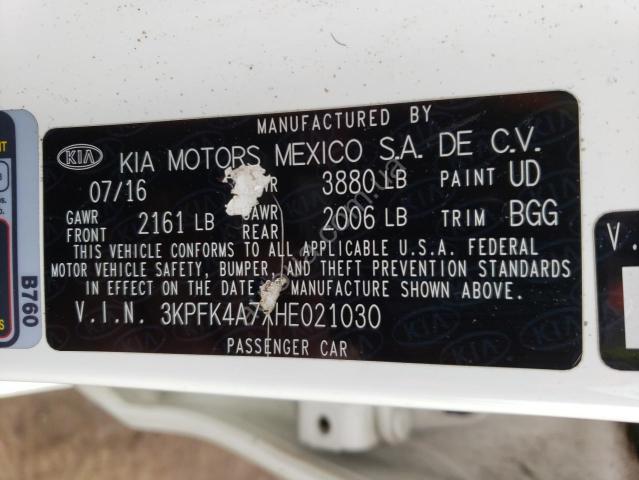 MANUFACTURED BY
KIA KIA MOTORS MEXICO S.A. DE C.V.
07/16 3880 LB PAINT UD
GAWR FRONT 2161 LB GAWR REAR 2006 LB TRIM BGG
THIS VEHICLE CONFORMS TO ALL APPLICABLE U.S.A. FEDERAL
MOTOR VEHICLE SAFETY, BUMPER, AND THEFT PREVENTION STANDARDS
IN EFFECT ON THE DATE MANUFACTURE SHOWN ABOVE.
V.I.N. 3KPFK4A7XHE021030
PASSENGER CAR
B760